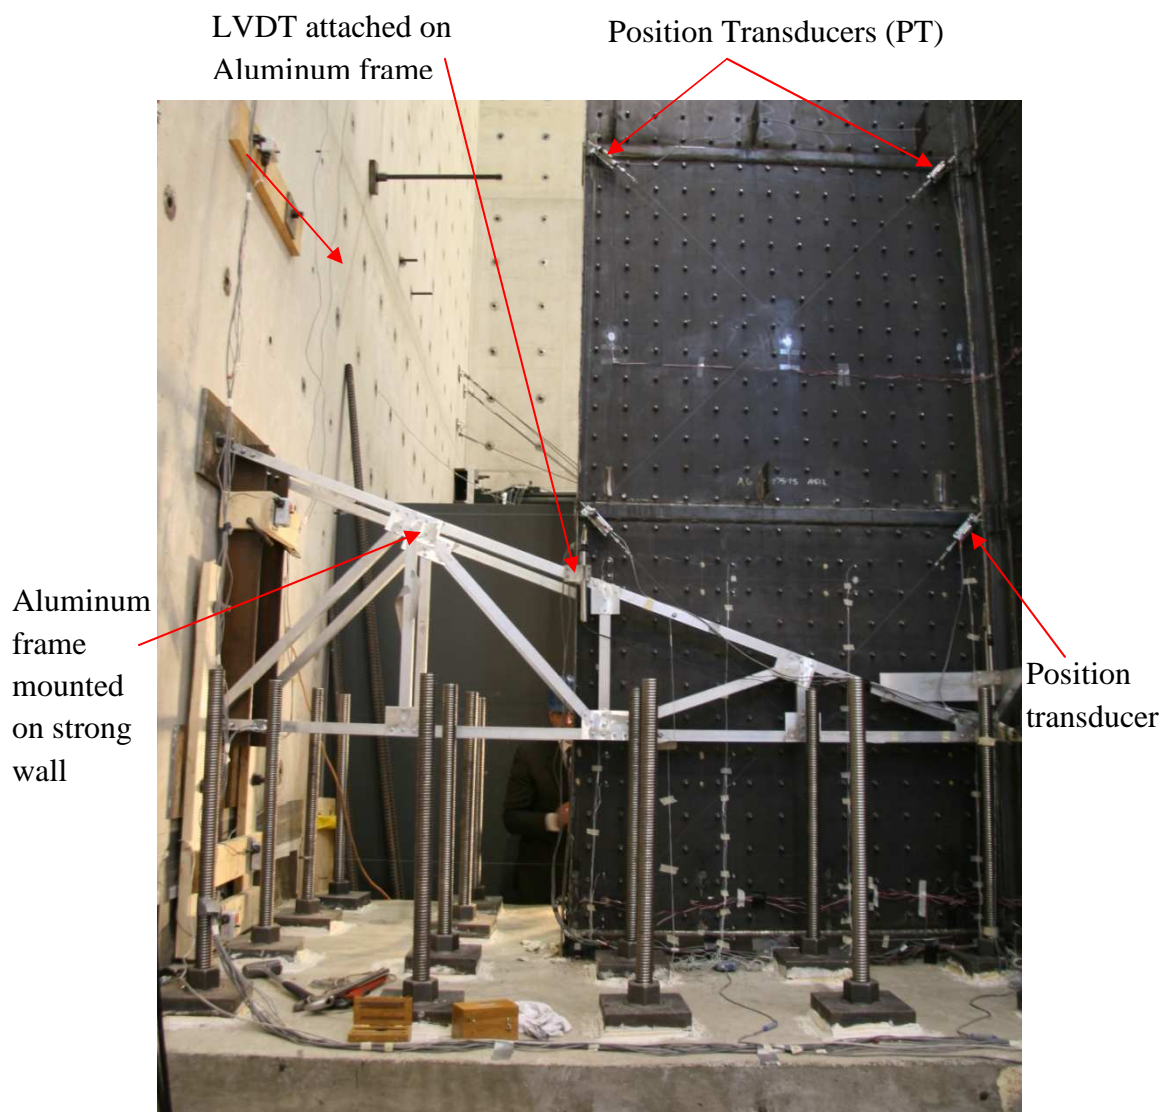 LVDT attached on
Aluminum frame
Position Transducers (PT)
Aluminum
frame
mounted
on strong
wall
Position
transducer